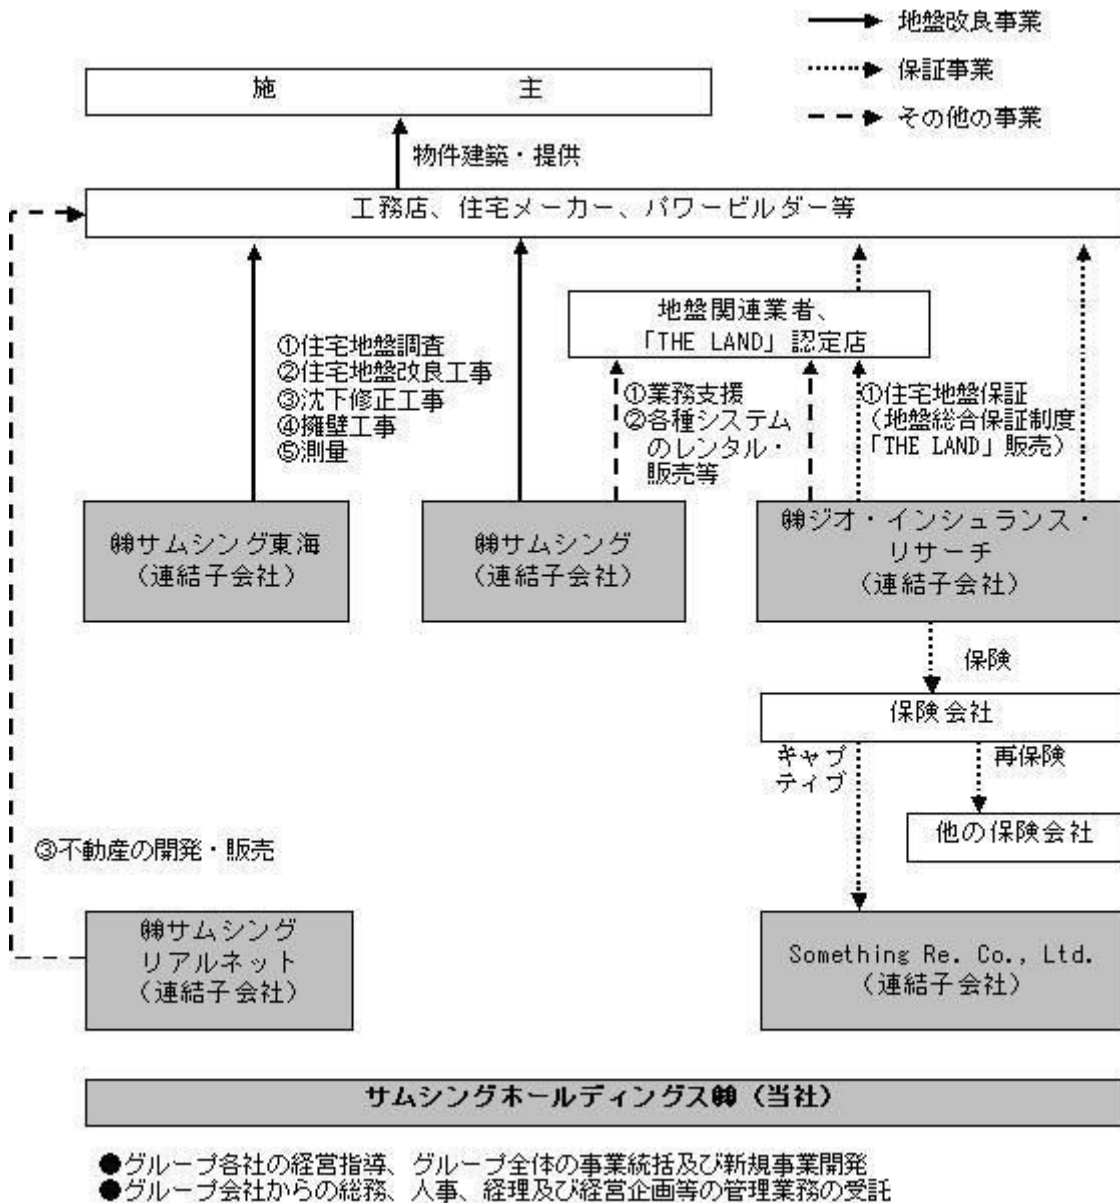 地盤改良事業
保証事業
その他の事業
施　主
物件建築・提供
工務店、住宅メーカー、パワービルダー等
地盤関連業者、
「THE LAND」認定店
①住宅地盤調査
②住宅地盤改良工事
③沈下修正工事
④擁壁工事
⑤測量
①業務支援
②各種システム
のレンタル・
販売等
①住宅地盤保証
（地盤総合保証制度
「THE LAND」販売）
㈱サムシング東海
（連結子会社）
㈱サムシング
（連結子会社）
㈱ジオ・インシュランス・
リサーチ
（連結子会社）
保険
保険会社
キャプ
ティブ
再保険
他の保険会社
③不動産の開発・販売
㈱サムシング
リアルネット
（連結子会社）
Something Re. Co., Ltd.
（連結子会社）
サムシングホールディングス㈱（当社）
●グループ各社の経営指導、グループ全体の事業統括及び新規事業開発
●グループ会社からの総務、人事、経理及び経営企画等の管理業務の受託